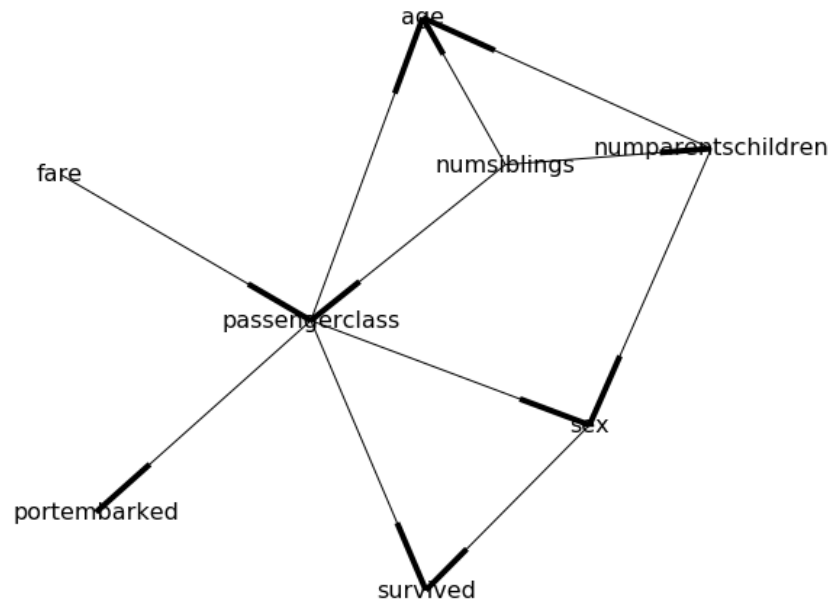 age
numparentschildren
numsiblings
fare
passengerclass
sex
portembarked
survived